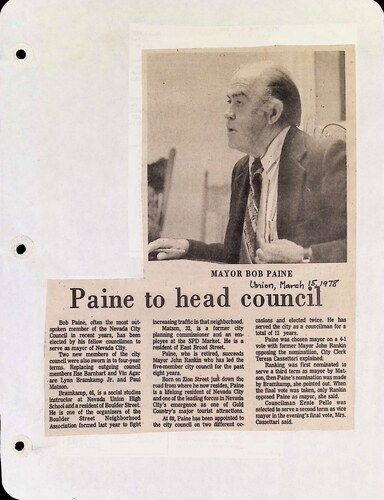 MAYOR BOB PAINE
Union, March 15, 1978
Paine to head council
Bob Paine, often the most out-
spoken member of the Nevada City
Council in recent years, has been
elected by his fellow councilmen to
serve as mayor of Nevada City.
Two new members of the city
council were also sworn in to four-year
terms. Replacing outgoing council
members Ilse Barnhart and Vin Agar
are Lynn Bramkamp Jr. and Paul
Matson.
Bramkamp, 46, is a social studies
instructor at Nevada Union High
School and a resident of Boulder Street.
He is one of the organizers of the
Boulder Street Neighborhood
Association formed last year to fight
increasing traffic in that neighborhood.
Matson, 32, is a former city
planning commissioner and an em-
ploye at the SPD Market. He is a
resident of East Broad Street.
Paine, who is retired, succeeds
Mayor John Rankin who has led the
five-member city council for the past
eight years.
Born on Zion Street just down the
road from where he now resides, Paine
is a lifelong resident of Nevada City
and one of the leading forces in Nevada
City's emergence as one of Gold
Country's major tourist attractions.
At 69, Paine has been appointed to
the city council on two different oc-
casions and elected twice. He has
served the city as a councilman for a
total of 12 years.
Paine was chosen mayor on a 4-1
vote with former Mayor John Rankin
opposing the nomination, City Clerk
Teresa Cassettari explained.
Ranking was first nominated to
serve a third term as mayor by Mat-
son, then Paine's nomination was made
by Bramkamp, she pointed out. When
the final vote was taken, only Rankin
opposed Paine as mayor, she said.
Councilman Ernie Pello was
selected to serve a second term as vice
mayor in the evening's final vote, Mrs.
Cassettari said.